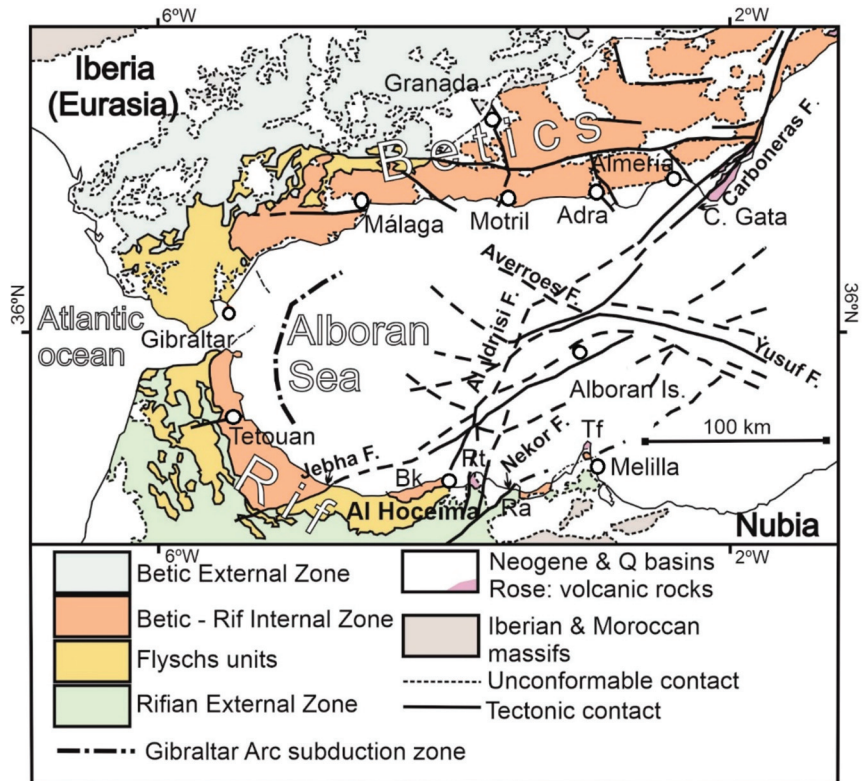 6ºW
2ºW
Iberia
(Eurasia)
Granada
Betics
Almería
Carboneras F.
Málaga
Motril
Adra
C. Gata
Averroes F.
36ºN
36ºN
Atlantic
ocean
Gibraltar
Alboran
Sea
Al Idrisi F.
Yusuf F.
Alboran Is.
100 km
Tetouan
Jebha F.
Nekor F.
Tf
Rif
Bk
Rt
Melilla
Al Hoceima
Ra
Nubia
6ºW
2ºW
Betic External Zone
Betic - Rif Internal Zone
Flyschs units
Rifian External Zone
Gibraltar Arc subduction zone
Neogene & Q basins
Rose: volcanic rocks
Iberian & Moroccan
massifs
Unconformable contact
Tectonic contact